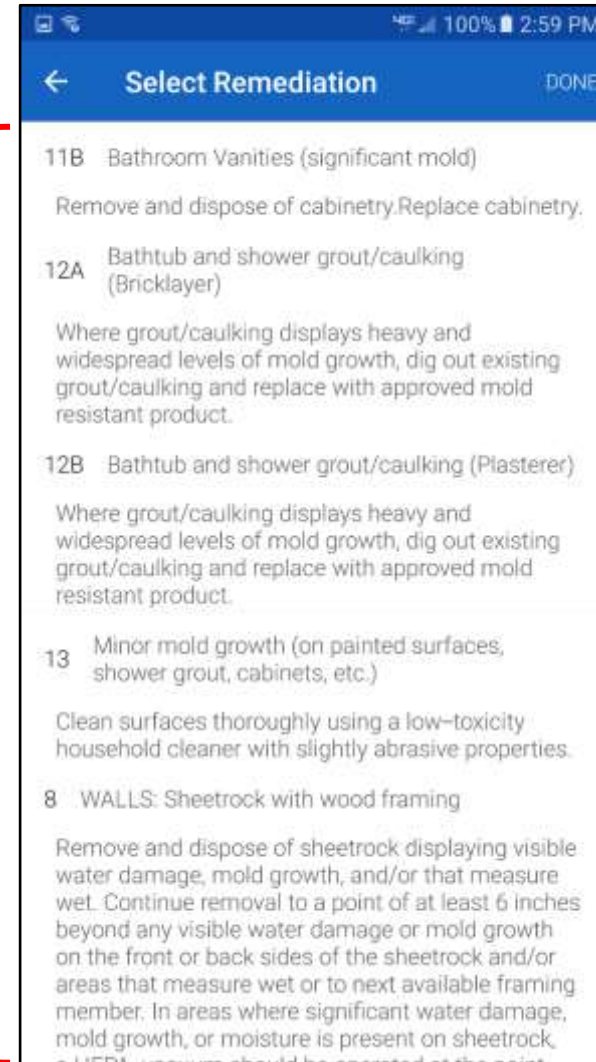 100% 2:59 PM
Select Remediation DONE
11B Bathroom Vanities (significant mold)
Remove and dispose of cabinetry.Replace cabinetry.
12A Bathtub and shower grout/caulking
(Bricklayer)
Where grout/caulking displays heavy and
widespread levels of mold growth, dig out existing
grout/caulking and replace with approved mold
resistant product.
12B Bathtub and shower grout/caulking (Plasterer)
Where grout/caulking displays heavy and
widespread levels of mold growth, dig out existing
grout/caulking and replace with approved mold
resistant product.
13 Minor mold growth (on painted surfaces,
shower grout, cabinets, etc.)
Clean surfaces thoroughly using a low-toxicity
household cleaner with slightly abrasive properties.
8 WALLS: Sheetrock with wood framing
Remove and dispose of sheetrock displaying visible
water damage, mold growth, and/or that measure
wet. Continue removal to a point of at least 6 inches
beyond any visible water damage or mold growth
on the front or back sides of the sheetrock and/or
areas that measure wet or to next available framing
member. In areas where significant water damage,
mold growth, or moisture is present on sheetrock,